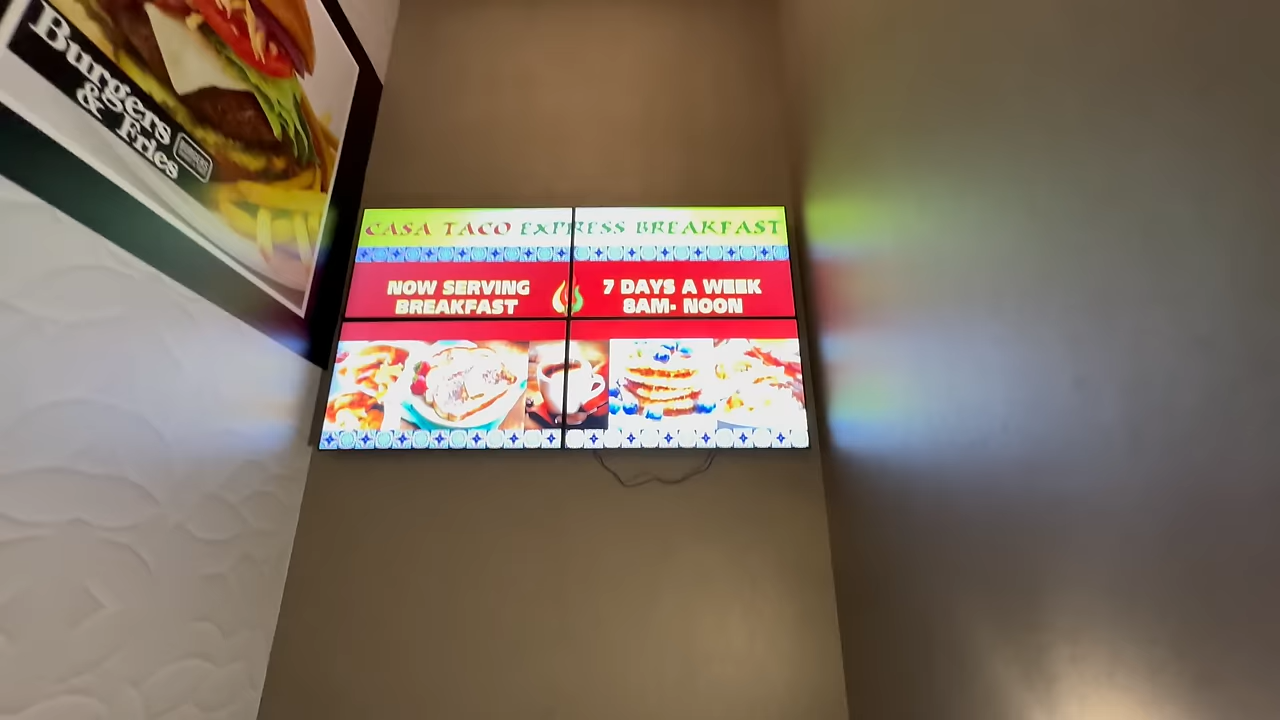 Burgers
& Fries
CASA TACO EXPRESS BREAKFAST
NOW SERVING
BREAKFAST
7 DAYS A WEEK
8AM- NOON